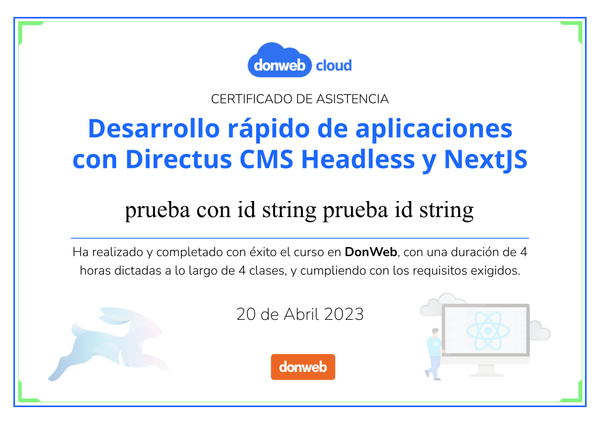 donweb cloud
CERTIFICADO DE ASISTENCIA
Desarrollo rápido de aplicaciones
con Directus CMS Headless y NextJS
prueba con id string prueba id string
Ha realizado y completado con éxito el curso en DonWeb, con una duración de 4
horas dictadas a lo largo de 4 clases, y cumpliendo con los requisitos exigidos.
20 de Abril 2023
donweb